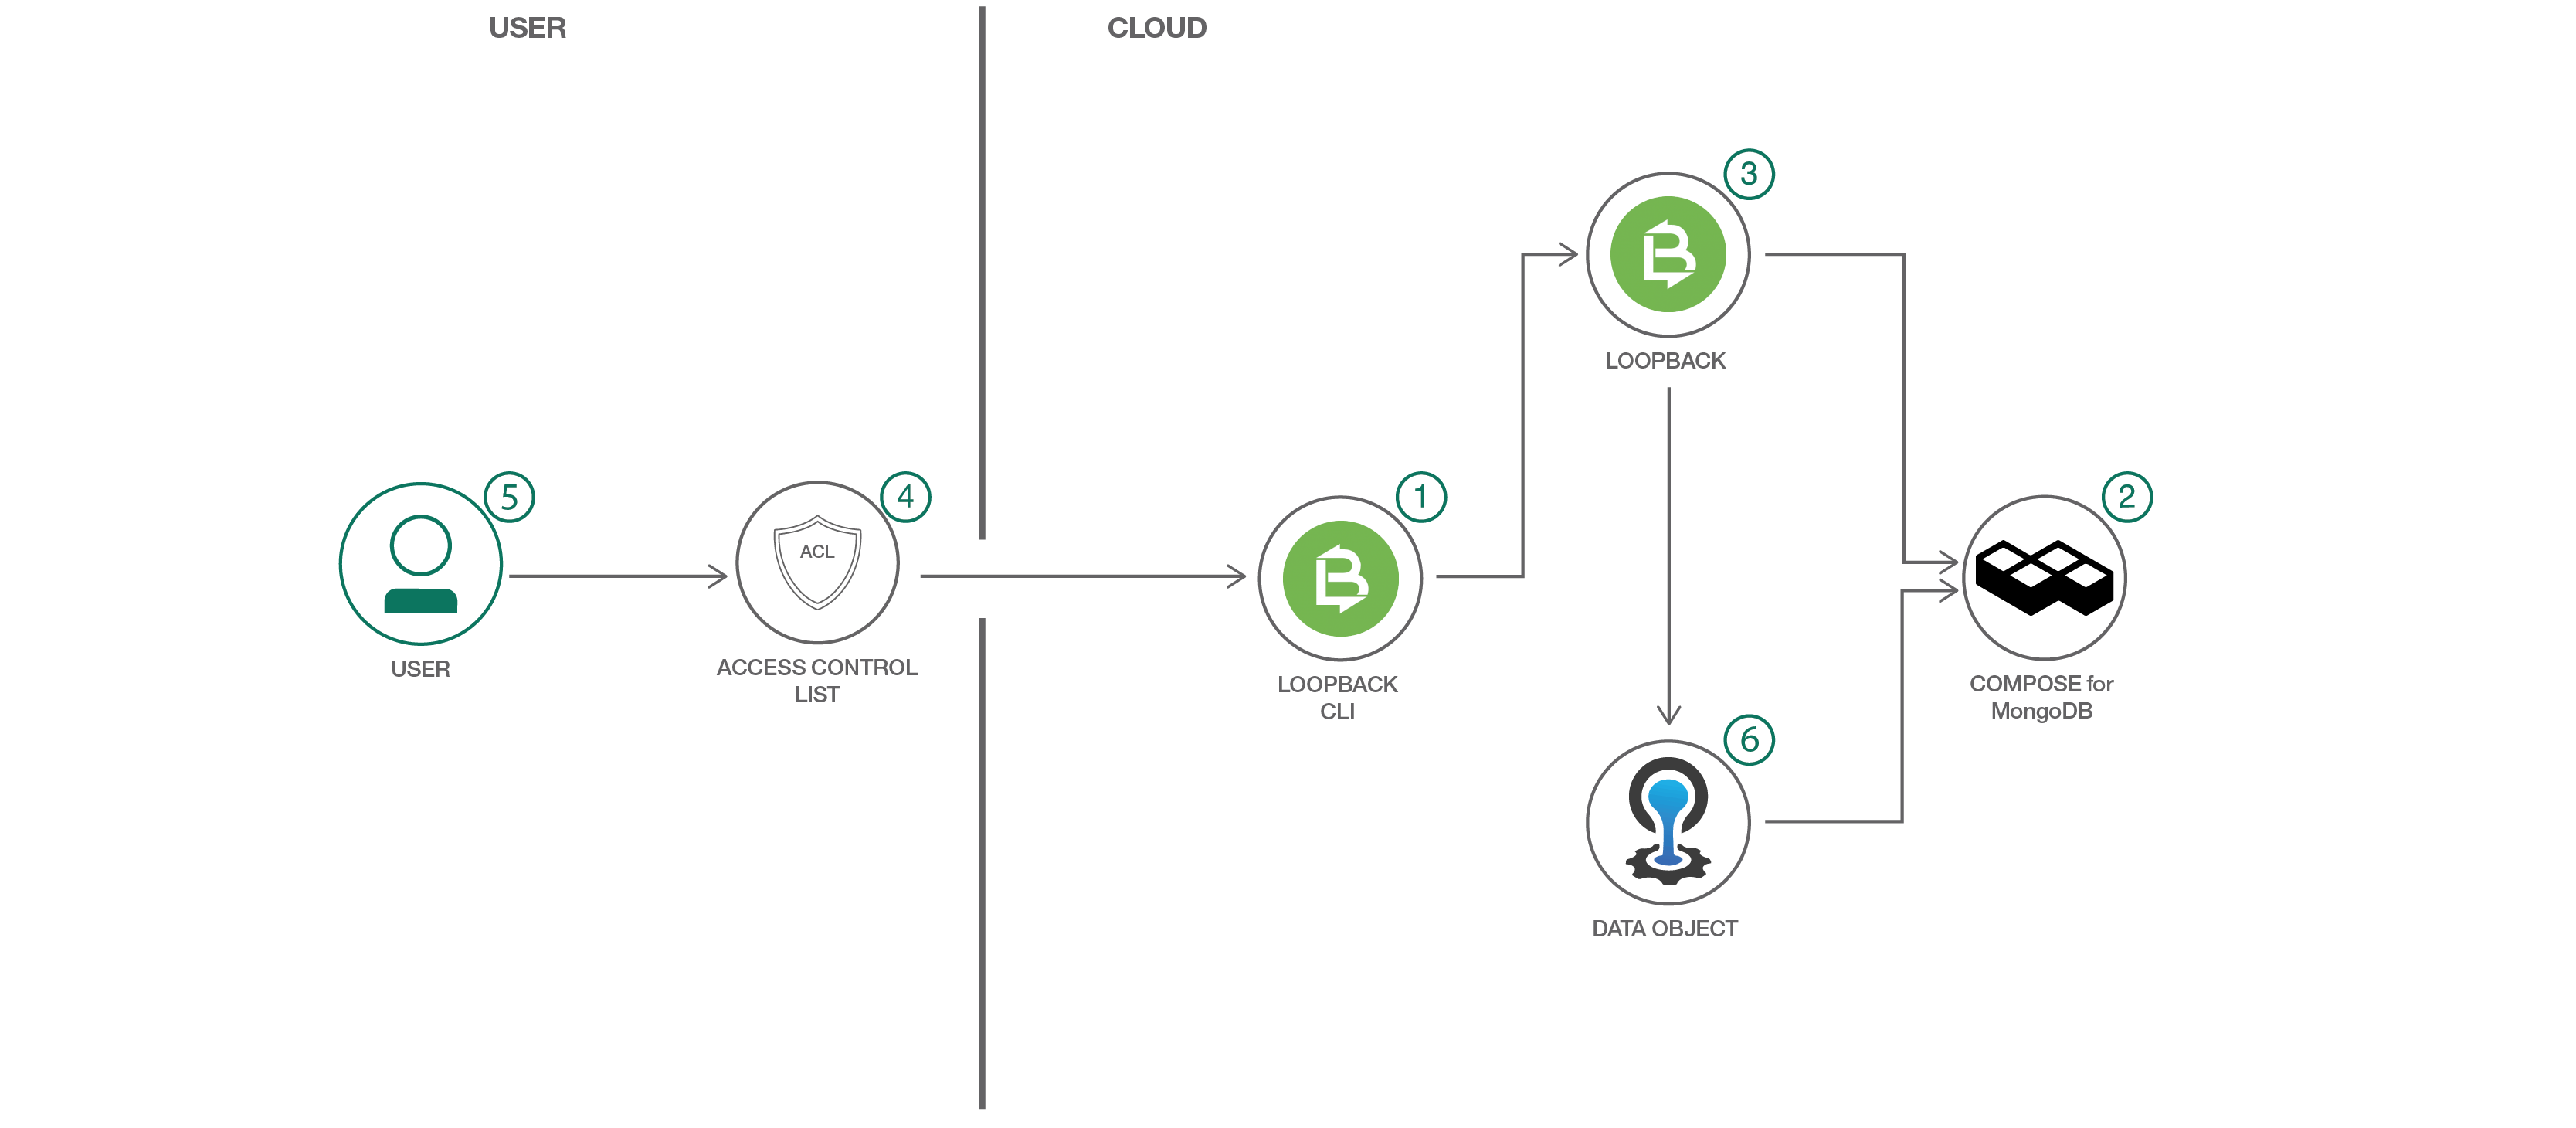 USER
CLOUD
3
LOOPBACK
5
USER
4
ACL
ACCESS CONTROL
LIST
1
LOOPBACK
CLI
2
COMPOSE for
MongoDB
6
DATA OBJECT